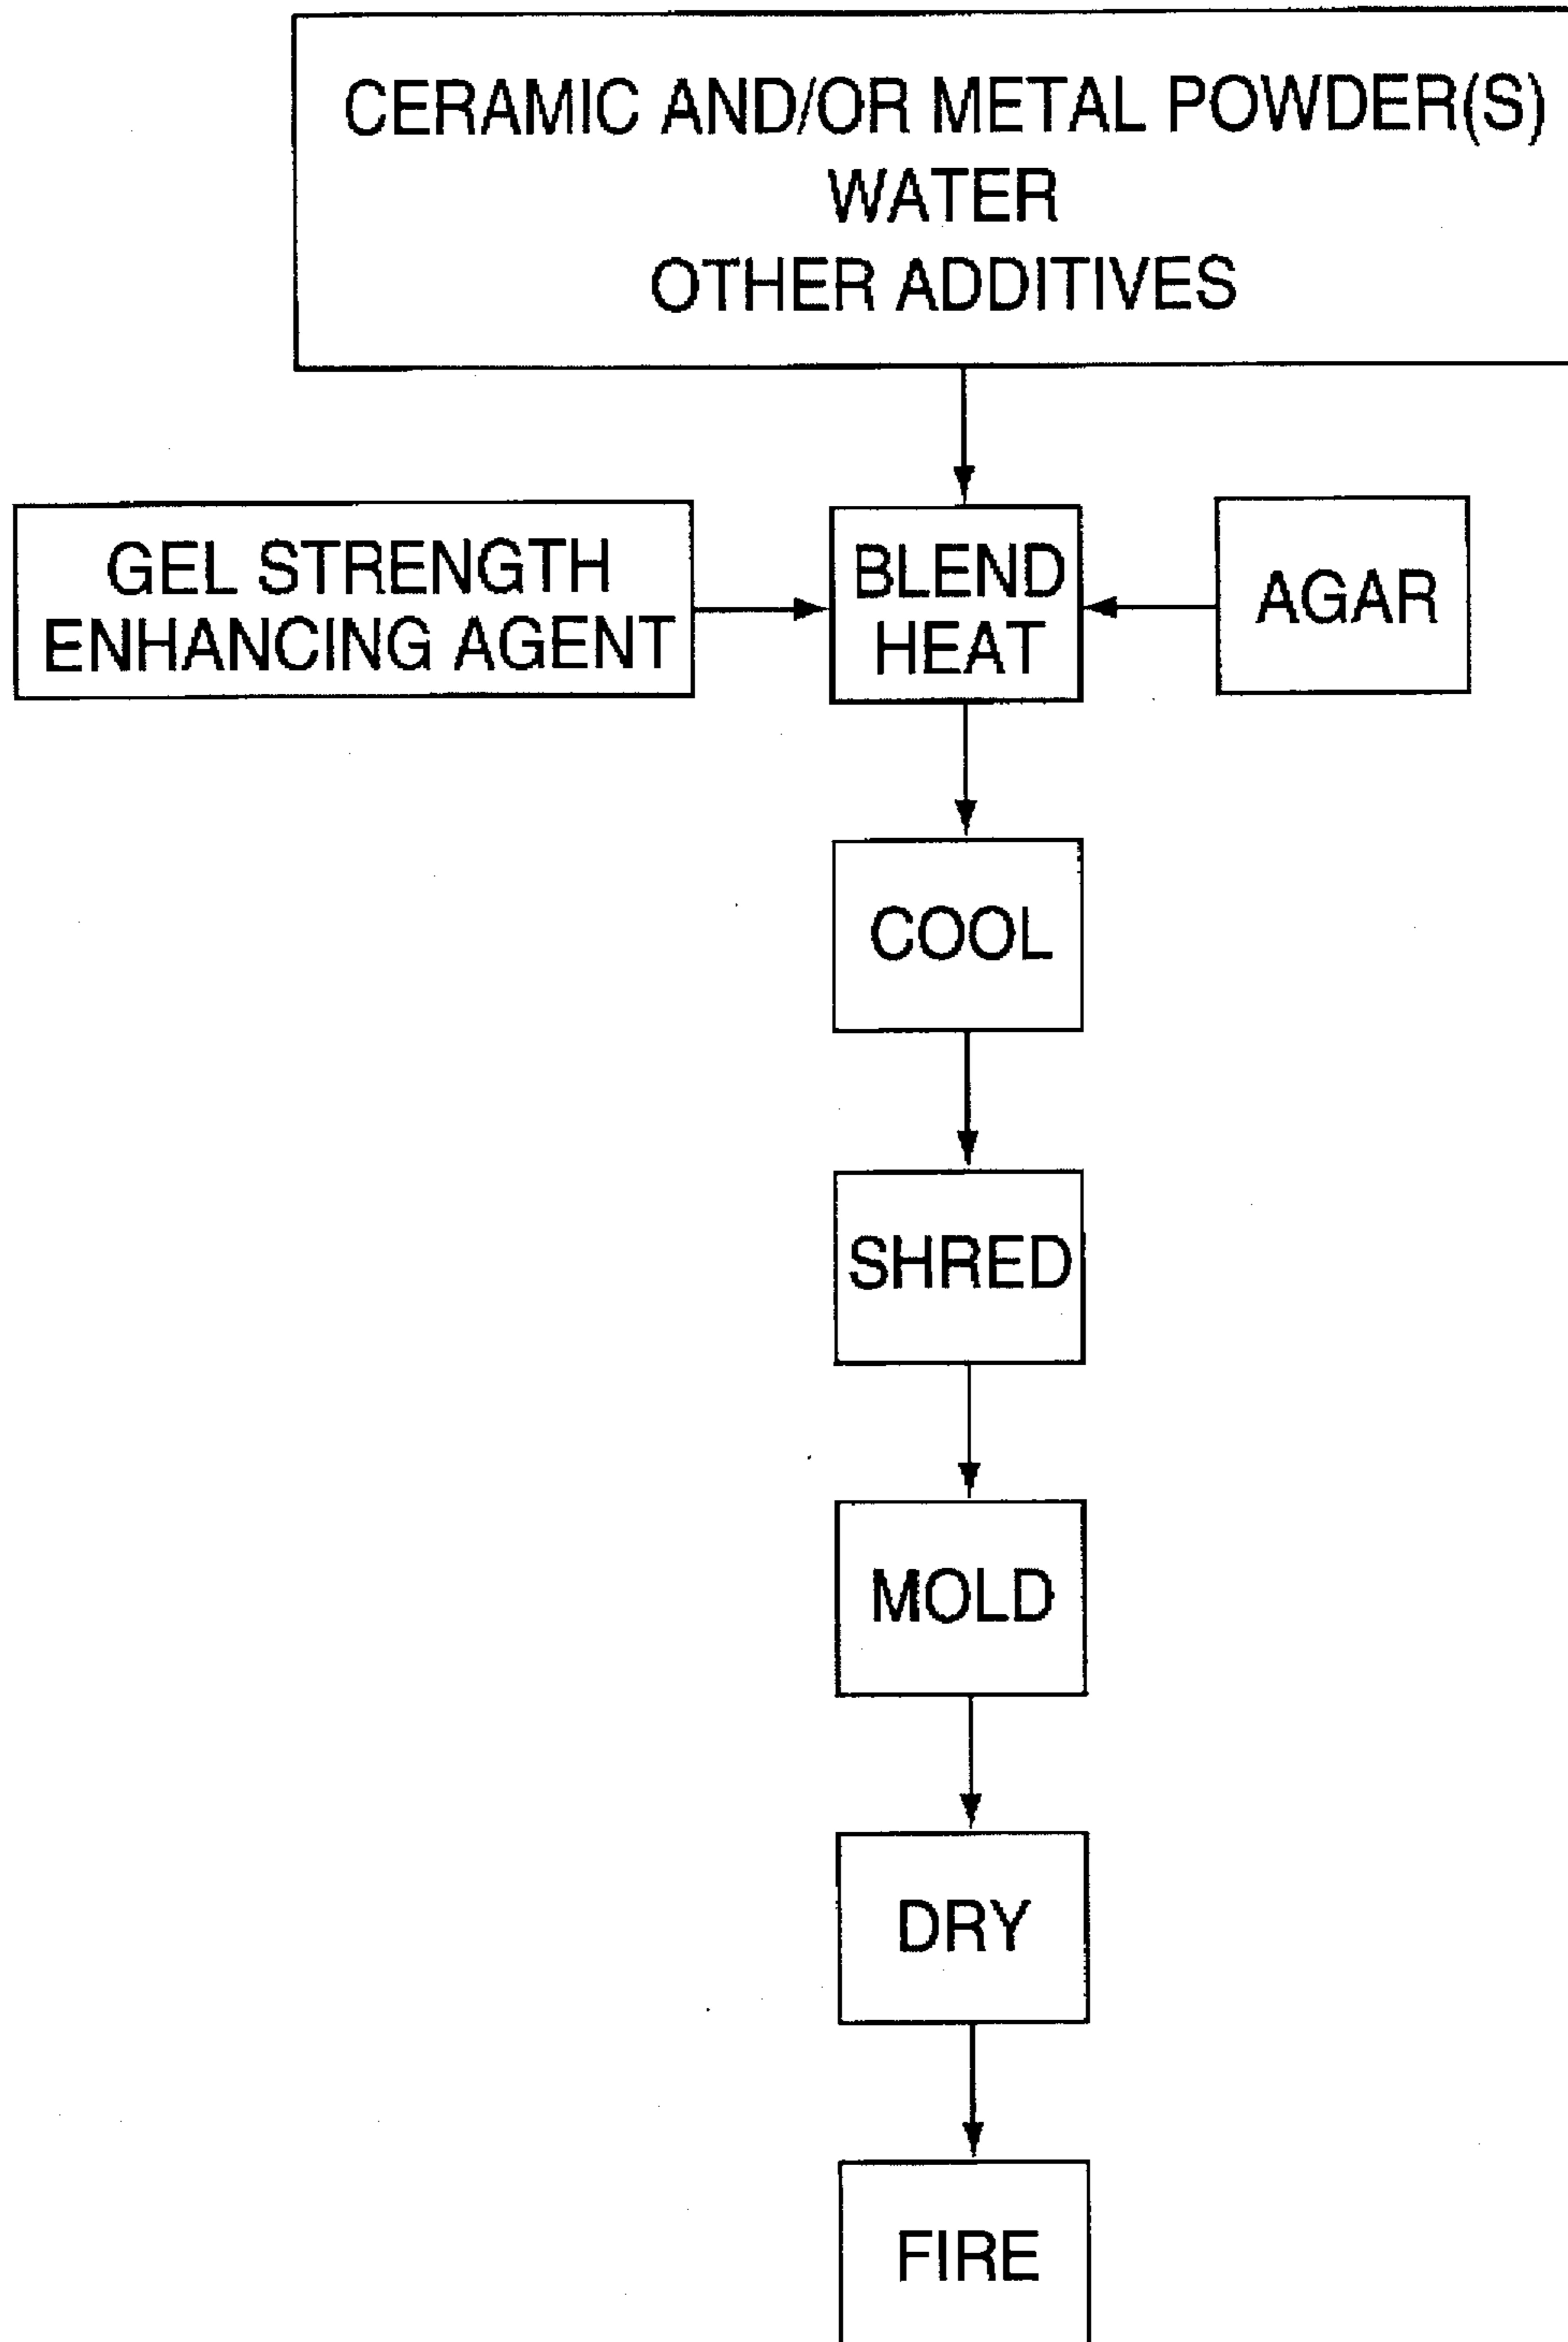 CERAMIC AND/OR METAL POWDER(S)
WATER
OTHER ADDITIVES
GEL STRENGTH
ENHANCING AGENT
BLEND
HEAT
AGAR
COOL
SHRED
MOLD
DRY
FIRE